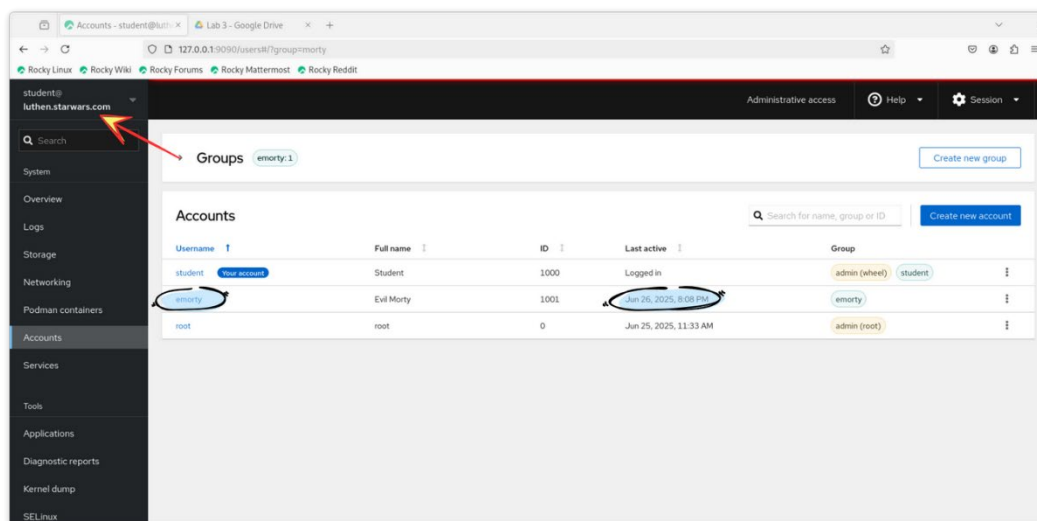 Accounts - student@luth
Lab 3 - Google Drive
127.0.0.1:9090/users#/?group=morty
Rocky Linux Rocky Wiki Rocky Forums Rocky Mattermost Rocky Reddit
student@
luthen.starwars.com
Administrative access Help Session
Search
System
Overview
Logs
Storage
Networking
Podman containers
Accounts
Services
Tools
Applications
Diagnostic reports
Kernel dump
SELinux
Groups emorty: 1 Create new group
Accounts Search for name, group or ID Create new account
Username Full name ID Last active Group
student Your account Student 1000 Logged in admin (wheel) student
emorty Evil Morty 1001 Jun 26, 2025, 8:08 PM emorty
root root 0 Jun 25, 2025, 11:33 AM admin (root)